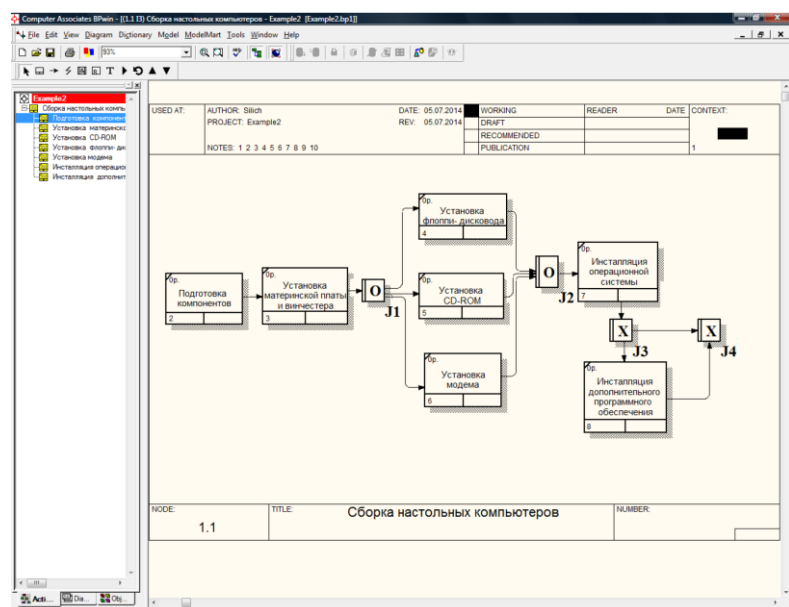 Computer Associates BPwin - [(1.1 I3) Сборка настольных компьютеров - Example2 [Example2.bp1]]
File Edit View Diagram Dictionary Model ModelMart Tools Window Help
93%
Example2
Сборка настольных компь
Подготовка компонент
Установка материнско
Установка CD-ROM
Установка флоппи- дис
Установка модема
Инсталляция операцион
Инсталляция дополнит
Acti...
Dia...
Obj...
USED AT:
AUTHOR: Silich
DATE: 05.07.2014
PROJECT: Example2
REV: 05.07.2014
NOTES: 1 2 3 4 5 6 7 8 9 10
WORKING
DRAFT
RECOMMENDED
PUBLICATION
READER
DATE
CONTEXT:
1
0р.
Подготовка
компонентов
2
0р.
Установка
материнской платы
и винчестера
3
O
J1
0р.
Установка
флоппи- дисковода
4
0р.
Установка
CD-ROM
5
0р.
Установка
модема
6
O
J2
0р.
Инсталляция
операционной
системы
7
X
J3
X
J4
0р.
Инсталляция
дополнительного
программного
обеспечения
8
NODE:
1.1
TITLE:
Сборка настольных компьютеров
NUMBER: